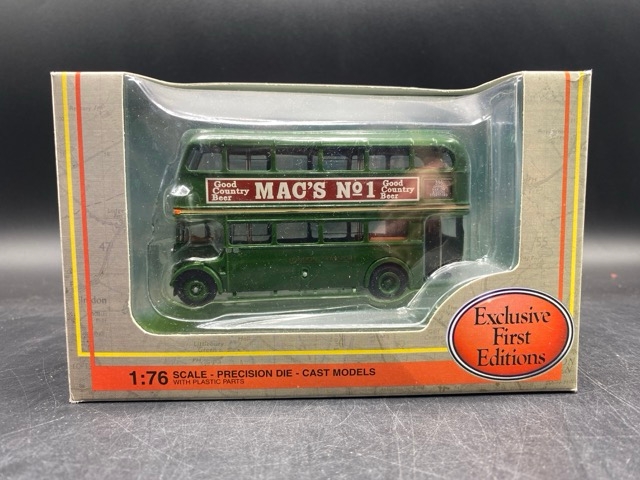 Good
Country
Beer
MAC'S No1
Good
Country
Beer
Exclusive
First
Editions
1:76 SCALE - PRECISION DIE - CAST MODELS
WITH PLASTIC PARTS